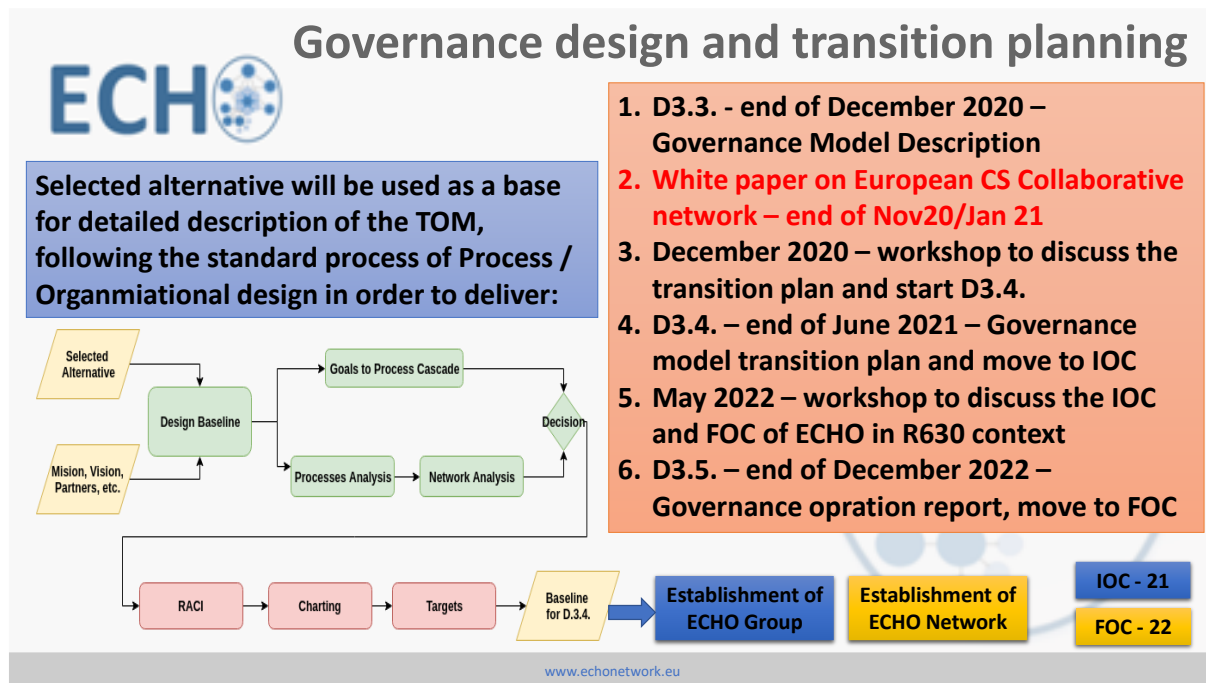 Governance design and transition planning
ECHO
Selected alternative will be used as a base
for detailed description of the TOM,
following the standard process of Process /
Organmiational design in order to deliver:
1. D3.3. - end of December 2020 –
Governance Model Description
2. White paper on European CS Collaborative
network – end of Nov20/Jan 21
3. December 2020 – workshop to discuss the
transition plan and start D3.4.
4. D3.4. – end of June 2021 – Governance
model transition plan and move to IOC
5. May 2022 – workshop to discuss the IOC
and FOC of ECHO in R630 context
6. D3.5. – end of December 2022 –
Governance opration report, move to FOC
Selected
Alternative
Goals to Process Cascade
Design Baseline
Decision
Mision, Vision,
Partners, etc.
Processes Analysis
Network Analysis
RACI
Charting
Targets
Baseline
for D.3.4.
Establishment of
ECHO Group
Establishment of
ECHO Network
IOC - 21
FOC - 22
www.echonetwork.eu